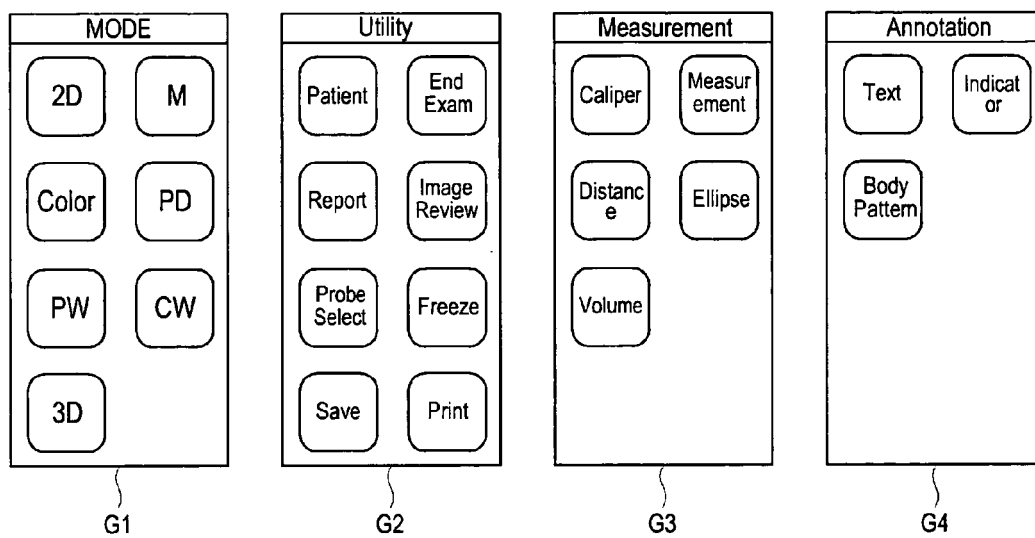 MODE
2D
M
Color
PD
PW
CW
3D
G1
Utility
Patient
End
Exam
Report
Image
Review
Probe
Select
Freeze
Save
Print
G2
Measurement
Caliper
Measur
ement
Distanc
e
Ellipse
Volume
G3
Annotation
Text
Indicat
or
Body
Pattern
G4